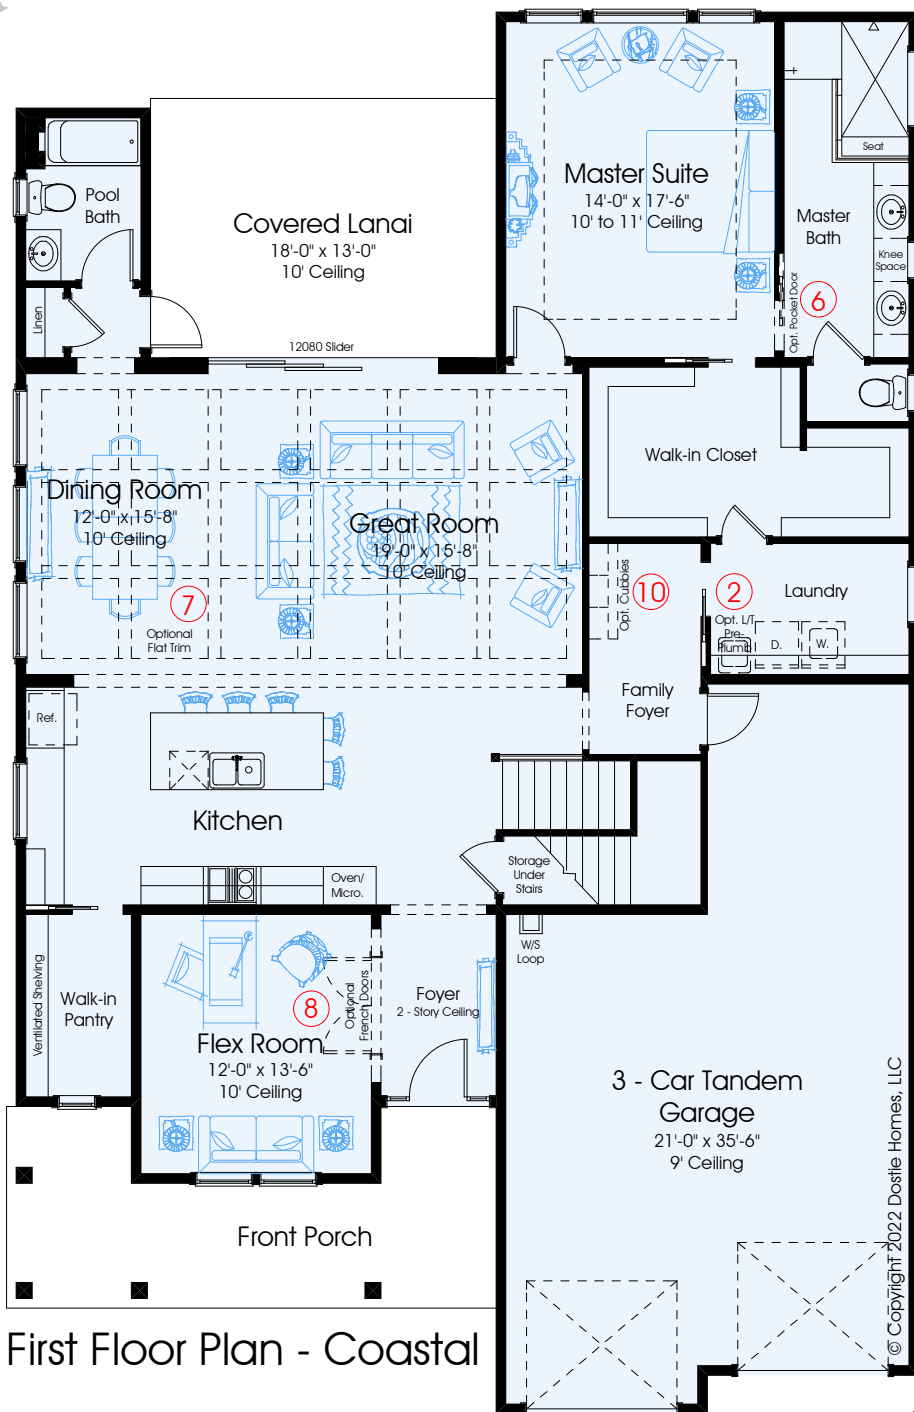 Pool
Bath
Linen
Covered Lanai
18'-0" x 13'-0"
10' Ceiling
12080 Slider
Master Suite
14'-0" x 17'-6"
10' to 11' Ceiling
Seat
Master
Bath
Knee
Space
6
Opt. Pocket Door
Walk-in Closet
Dining Room
12'-0" x 15'-8"
10' Ceiling
Great Room
19'-0" x 15'-8"
10' Ceiling
7
Optional
Flat Trim
Opt. Cubbies
10
2
Laundry
Opt. L/T
Pre-
Plumb
D.
W.
Family
Foyer
Ref.
Kitchen
Oven/
Micro.
Storage
Under
Stairs
W/S
Loop
Ventilated Shelving
Walk-in
Pantry
8
Optional
French Doors
Flex Room
12'-0" x 13'-6"
10' Ceiling
Foyer
2 - Story Ceiling
3 - Car Tandem
Garage
21'-0" x 35'-6"
9' Ceiling
Front Porch
© Copyright 2022 Dostie Homes, LLC
First Floor Plan - Coastal